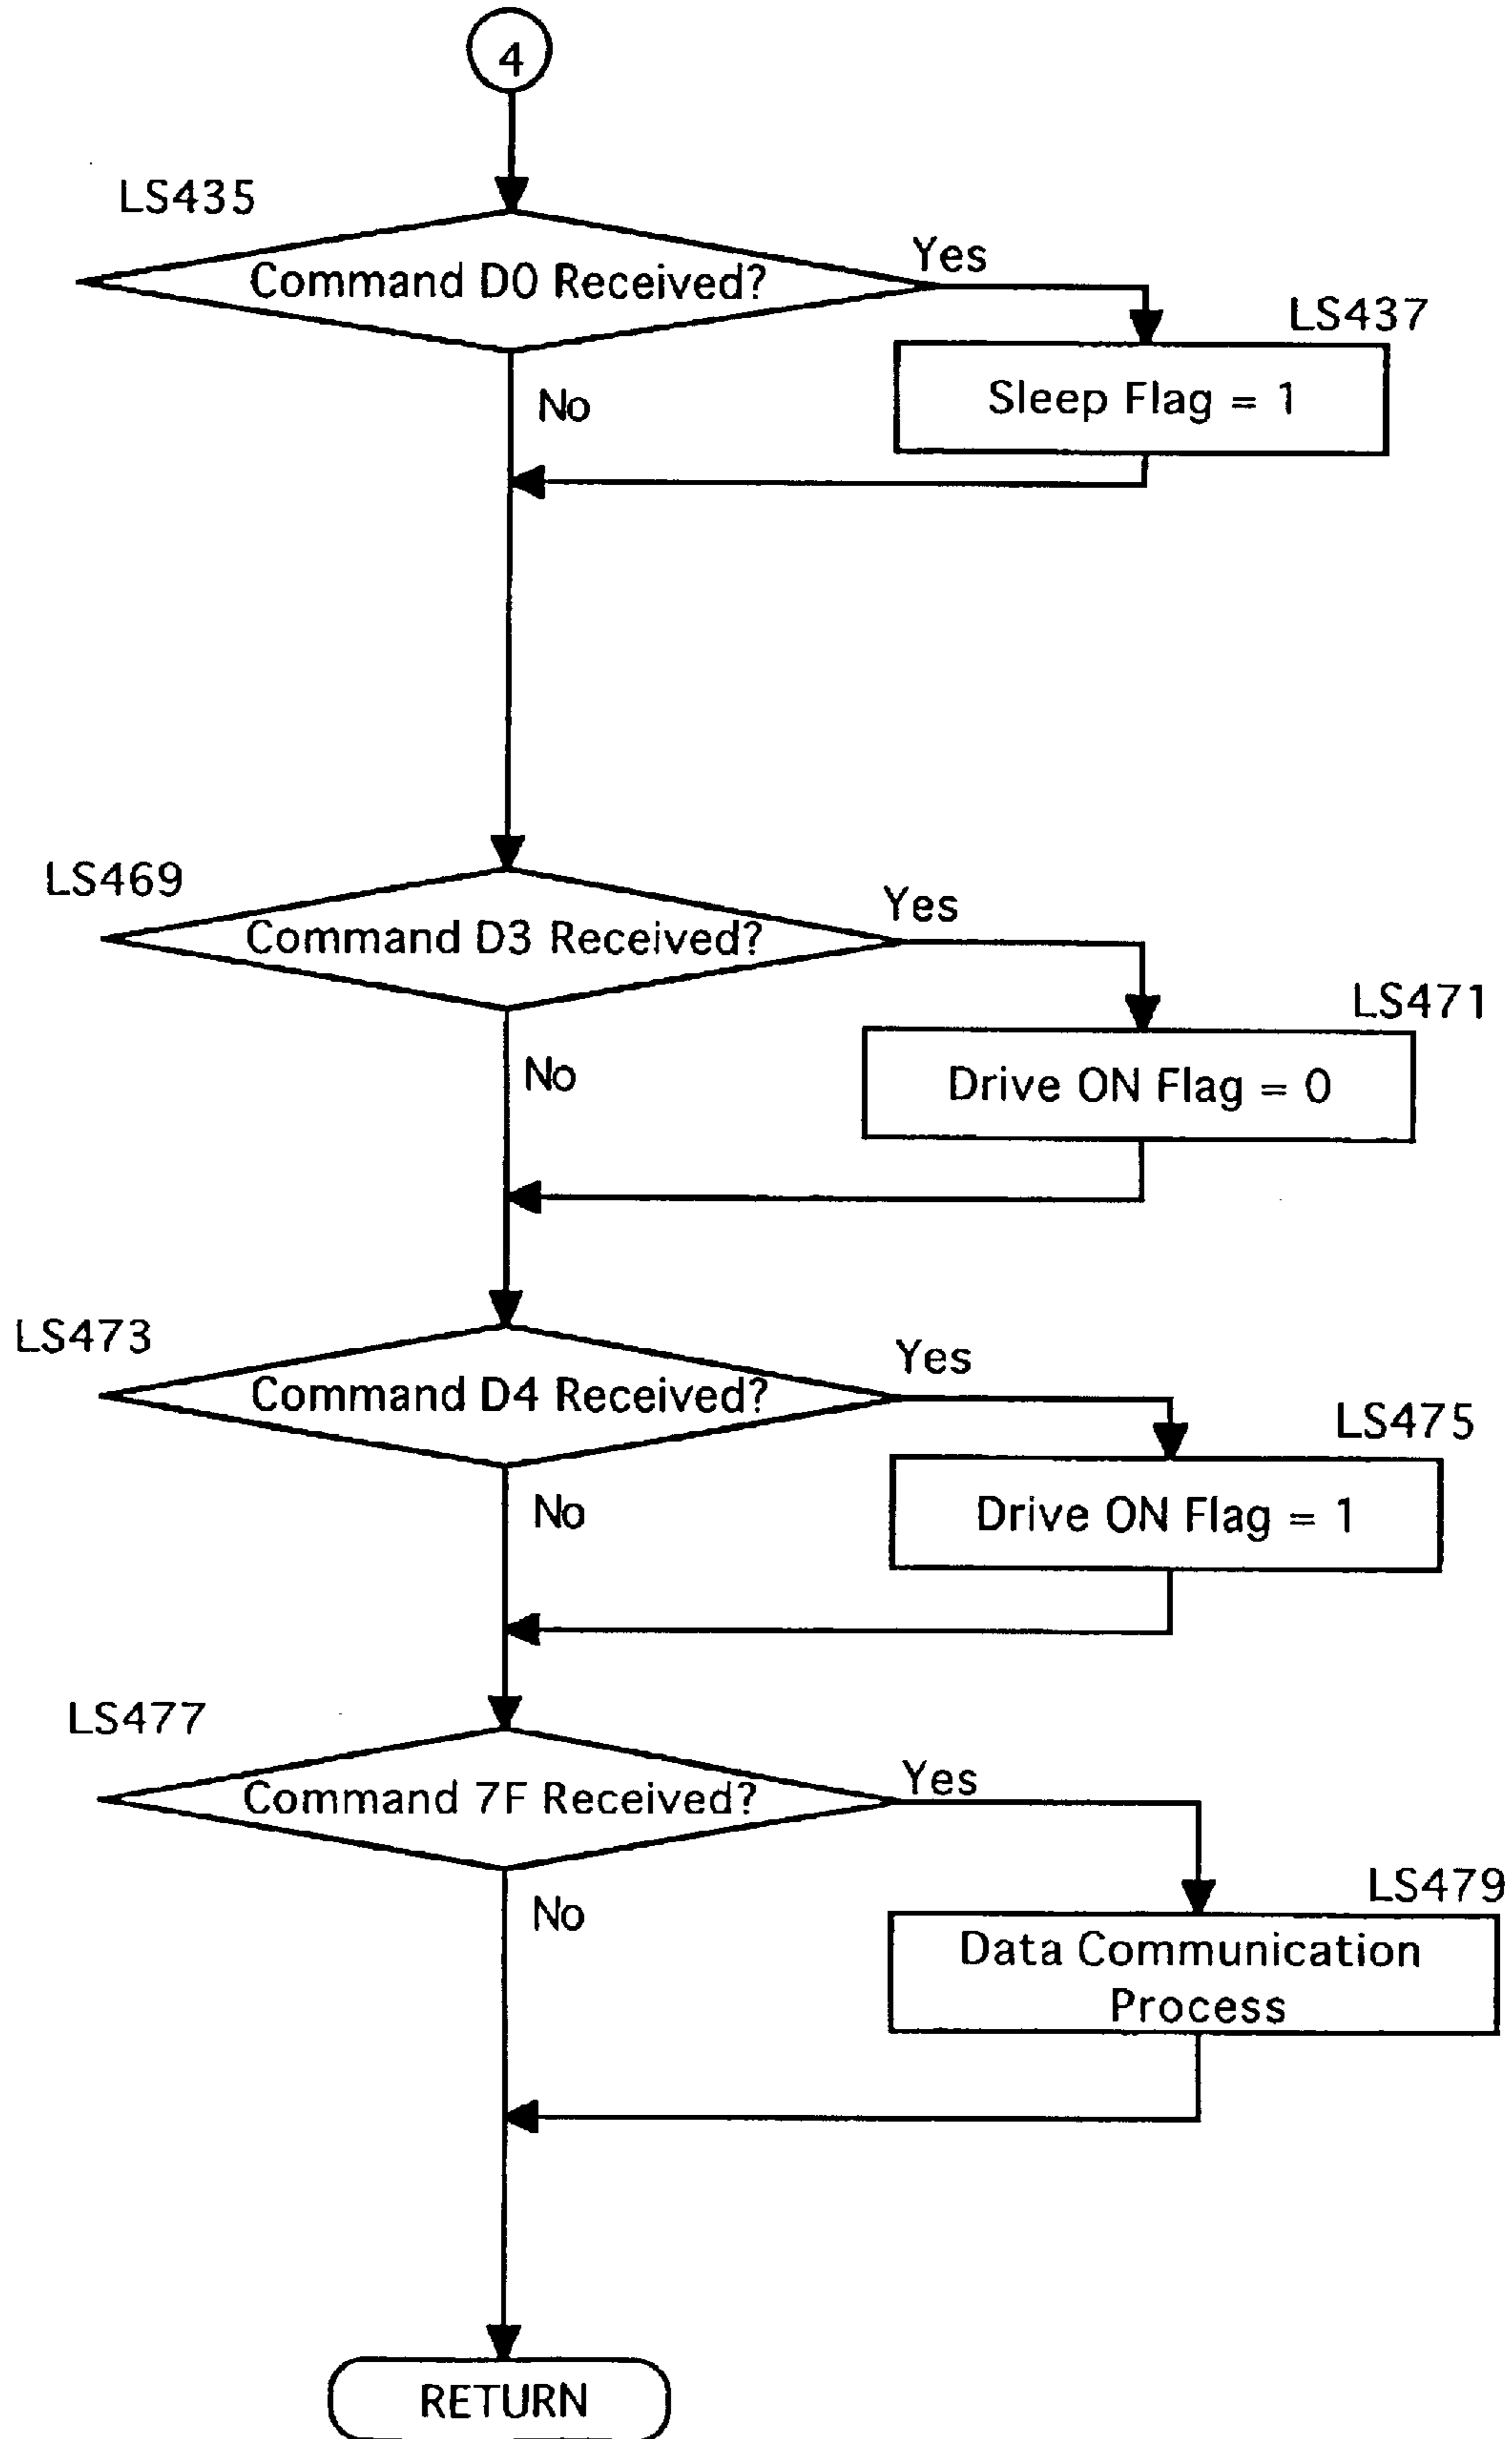 4
LS435
Command D0 Received?
Yes
LS437
Sleep Flag = 1
No
LS469
Command D3 Received?
Yes
LS471
Drive ON Flag = 0
No
LS473
Command D4 Received?
Yes
LS475
Drive ON Flag = 1
No
LS477
Command 7F Received?
Yes
LS479
Data Communication
Process
No
RETURN